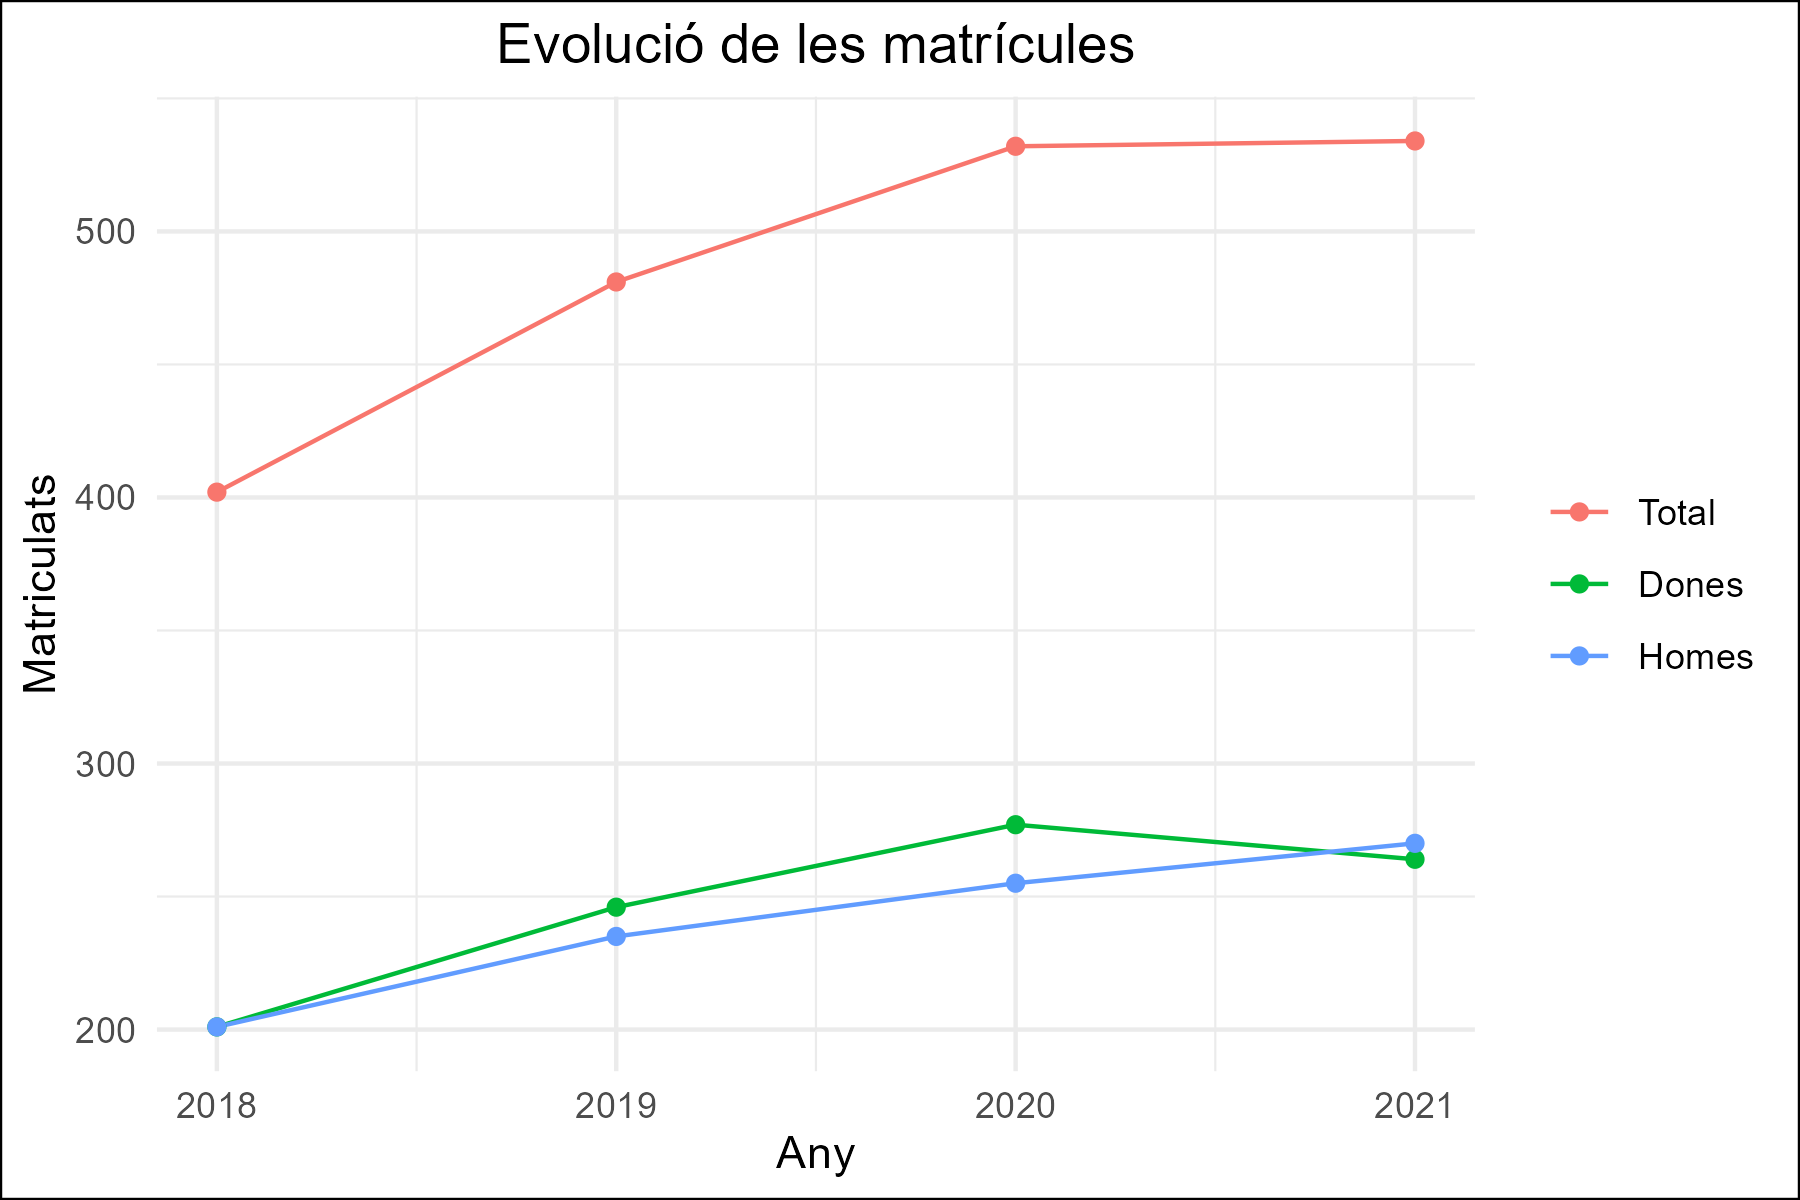 Evolució de les matrícules
Matriculats
500
400
300
200
2018 2019 2020 2021
Any
Total
Dones
Homes